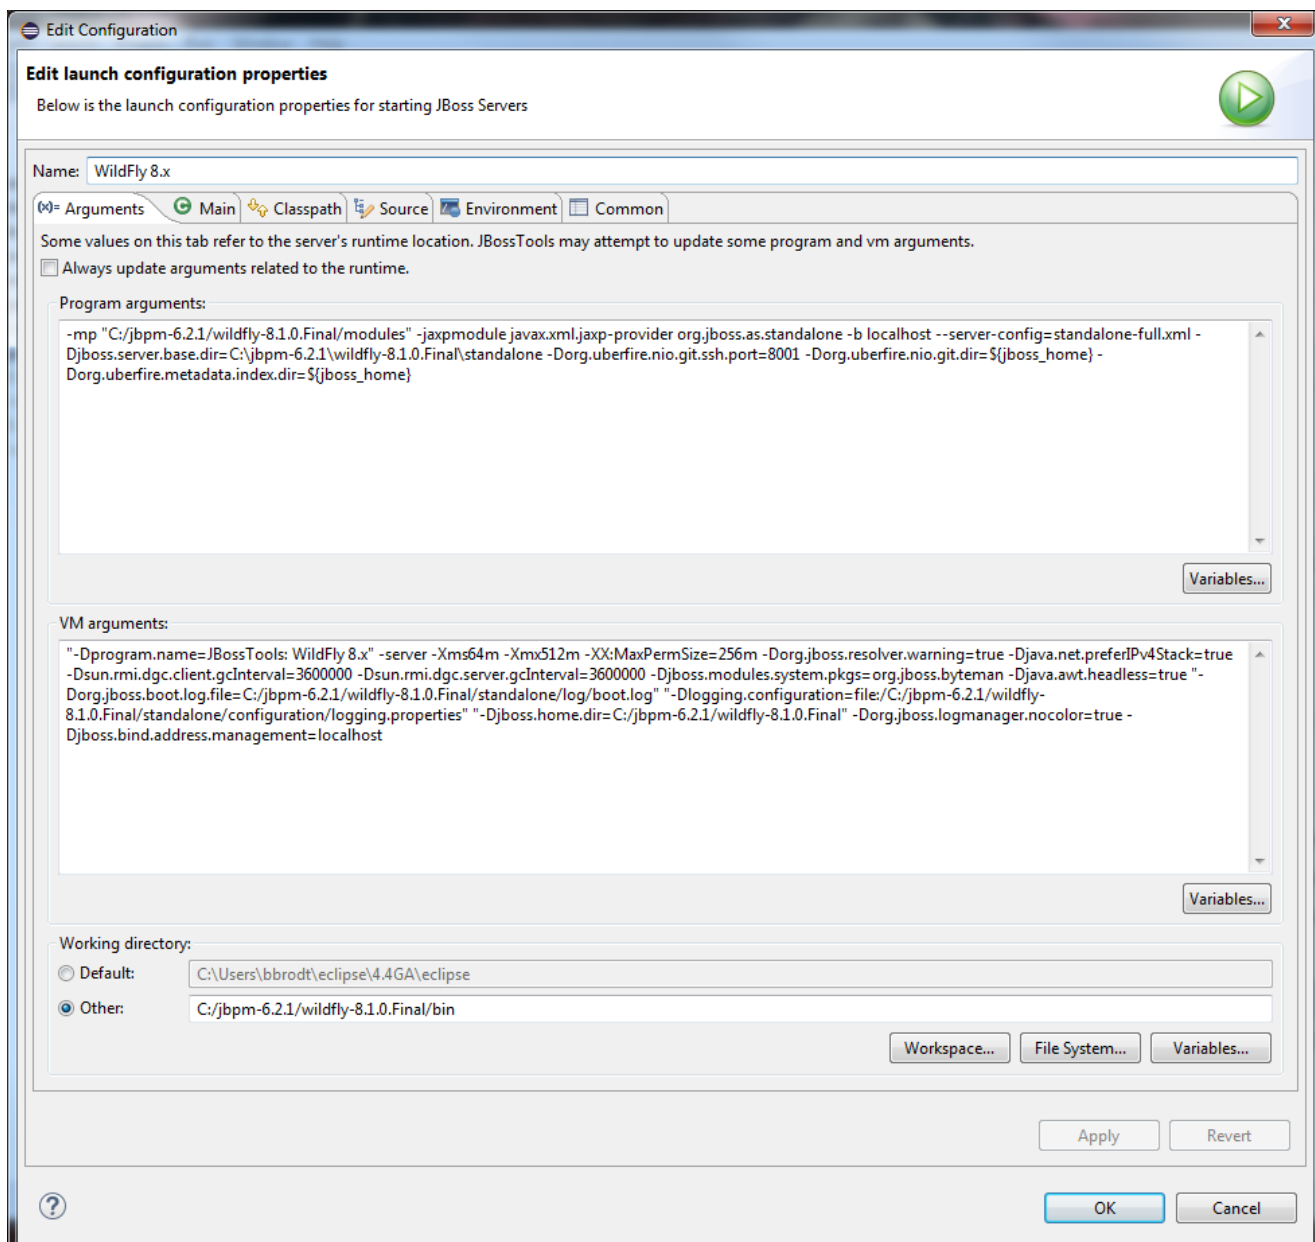 Edit Configuration
Edit launch configuration properties
Below is the launch configuration properties for starting JBoss Servers
Name: WildFly 8.x
(x)= Arguments Main Classpath Source Environment Common
Some values on this tab refer to the server's runtime location. JBossTools may attempt to update some program and vm arguments.
Always update arguments related to the runtime.
Program arguments:
-mp "C:/jbpm-6.2.1/wildfly-8.1.0.Final/modules" -jaxpmodule javax.xml.jaxp-provider org.jboss.as.standalone -b localhost --server-config=standalone-full.xml -
Djboss.server.base.dir=C:\jbpm-6.2.1\wildfly-8.1.0.Final\standalone -Dorg.uberfire.nio.git.ssh.port=8001 -Dorg.uberfire.nio.git.dir=${jboss_home} -
Dorg.uberfire.metadata.index.dir=${jboss_home}
Variables...
VM arguments:
"-Dprogram.name=JBossTools: WildFly 8.x" -server -Xms64m -Xmx512m -XX:MaxPermSize=256m -Dorg.jboss.resolver.warning=true -Djava.net.preferIPv4Stack=true
-Dsun.rmi.dgc.client.gcInterval=3600000 -Dsun.rmi.dgc.server.gcInterval=3600000 -Djboss.modules.system.pkgs=org.jboss.byteman -Djava.awt.headless=true "-
Dorg.jboss.boot.log.file=C:/jbpm-6.2.1/wildfly-8.1.0.Final/standalone/log/boot.log" "-Dlogging.configuration=file:/C:/jbpm-6.2.1/wildfly-
8.1.0.Final/standalone/configuration/logging.properties" "-Djboss.home.dir=C:/jbpm-6.2.1/wildfly-8.1.0.Final" -Dorg.jboss.logmanager.nocolor=true -
Djboss.bind.address.management=localhost
Variables...
Working directory:
Default: C:\Users\bbrodt\eclipse\4.4GA\eclipse
Other: C:/jbpm-6.2.1/wildfly-8.1.0.Final/bin
Workspace... File System... Variables...
Apply Revert
OK Cancel